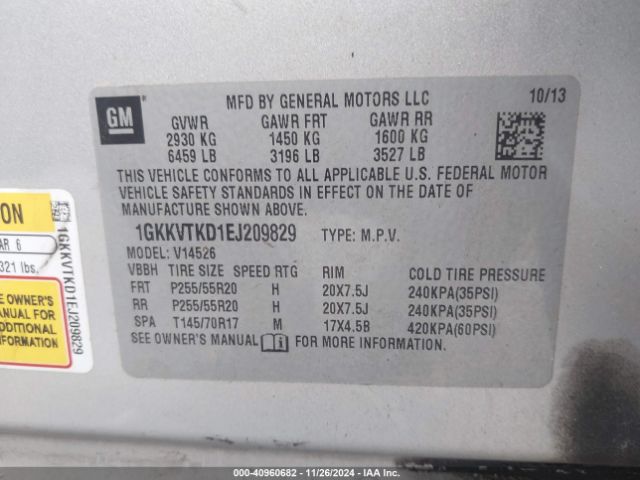 GM
MFD BY GENERAL MOTORS LLC 10/13
GVWR GAWR FRT GAWR RR
2930 KG 1450 KG 1600 KG
6459 LB 3196 LB 3527 LB
THIS VEHICLE CONFORMS TO ALL APPLICABLE U.S. FEDERAL MOTOR
VEHICLE SAFETY STANDARDS IN EFFECT ON THE DATE OF
MANUFACTURE SHOWN ABOVE.
1GKKVTKD1EJ209829 TYPE: M.P.V.
MODEL: V14526
VBBH TIRE SIZE SPEED RTG RIM COLD TIRE PRESSURE
FRT P255/55R20 H 20X7.5J 240KPA(35PSI)
RR P255/55R20 H 20X7.5J 240KPA(35PSI)
SPA T145/70R17 M 17X4.5B 420KPA(60PSI)
SEE OWNER'S MANUAL FOR MORE INFORMATION.
ON
AR 6
321 lbs.
E OWNER'S
ANUAL FOR
DDITIONAL
FORMATION
1GKKVTKD1EJ209829
000-40960682 - 11/26/2024 - IAA Inc.